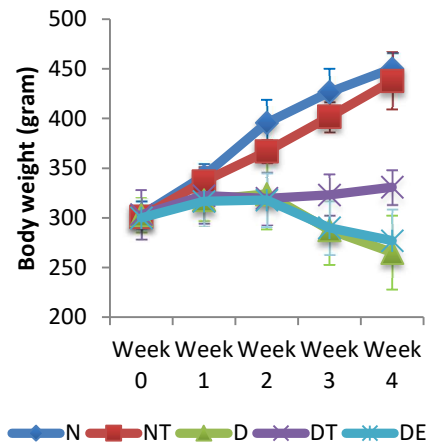 Body weight (gram)
500
450
400
350
300
250
200
Week 0
Week 1
Week 2
Week 3
Week 4
N NT D DT DE